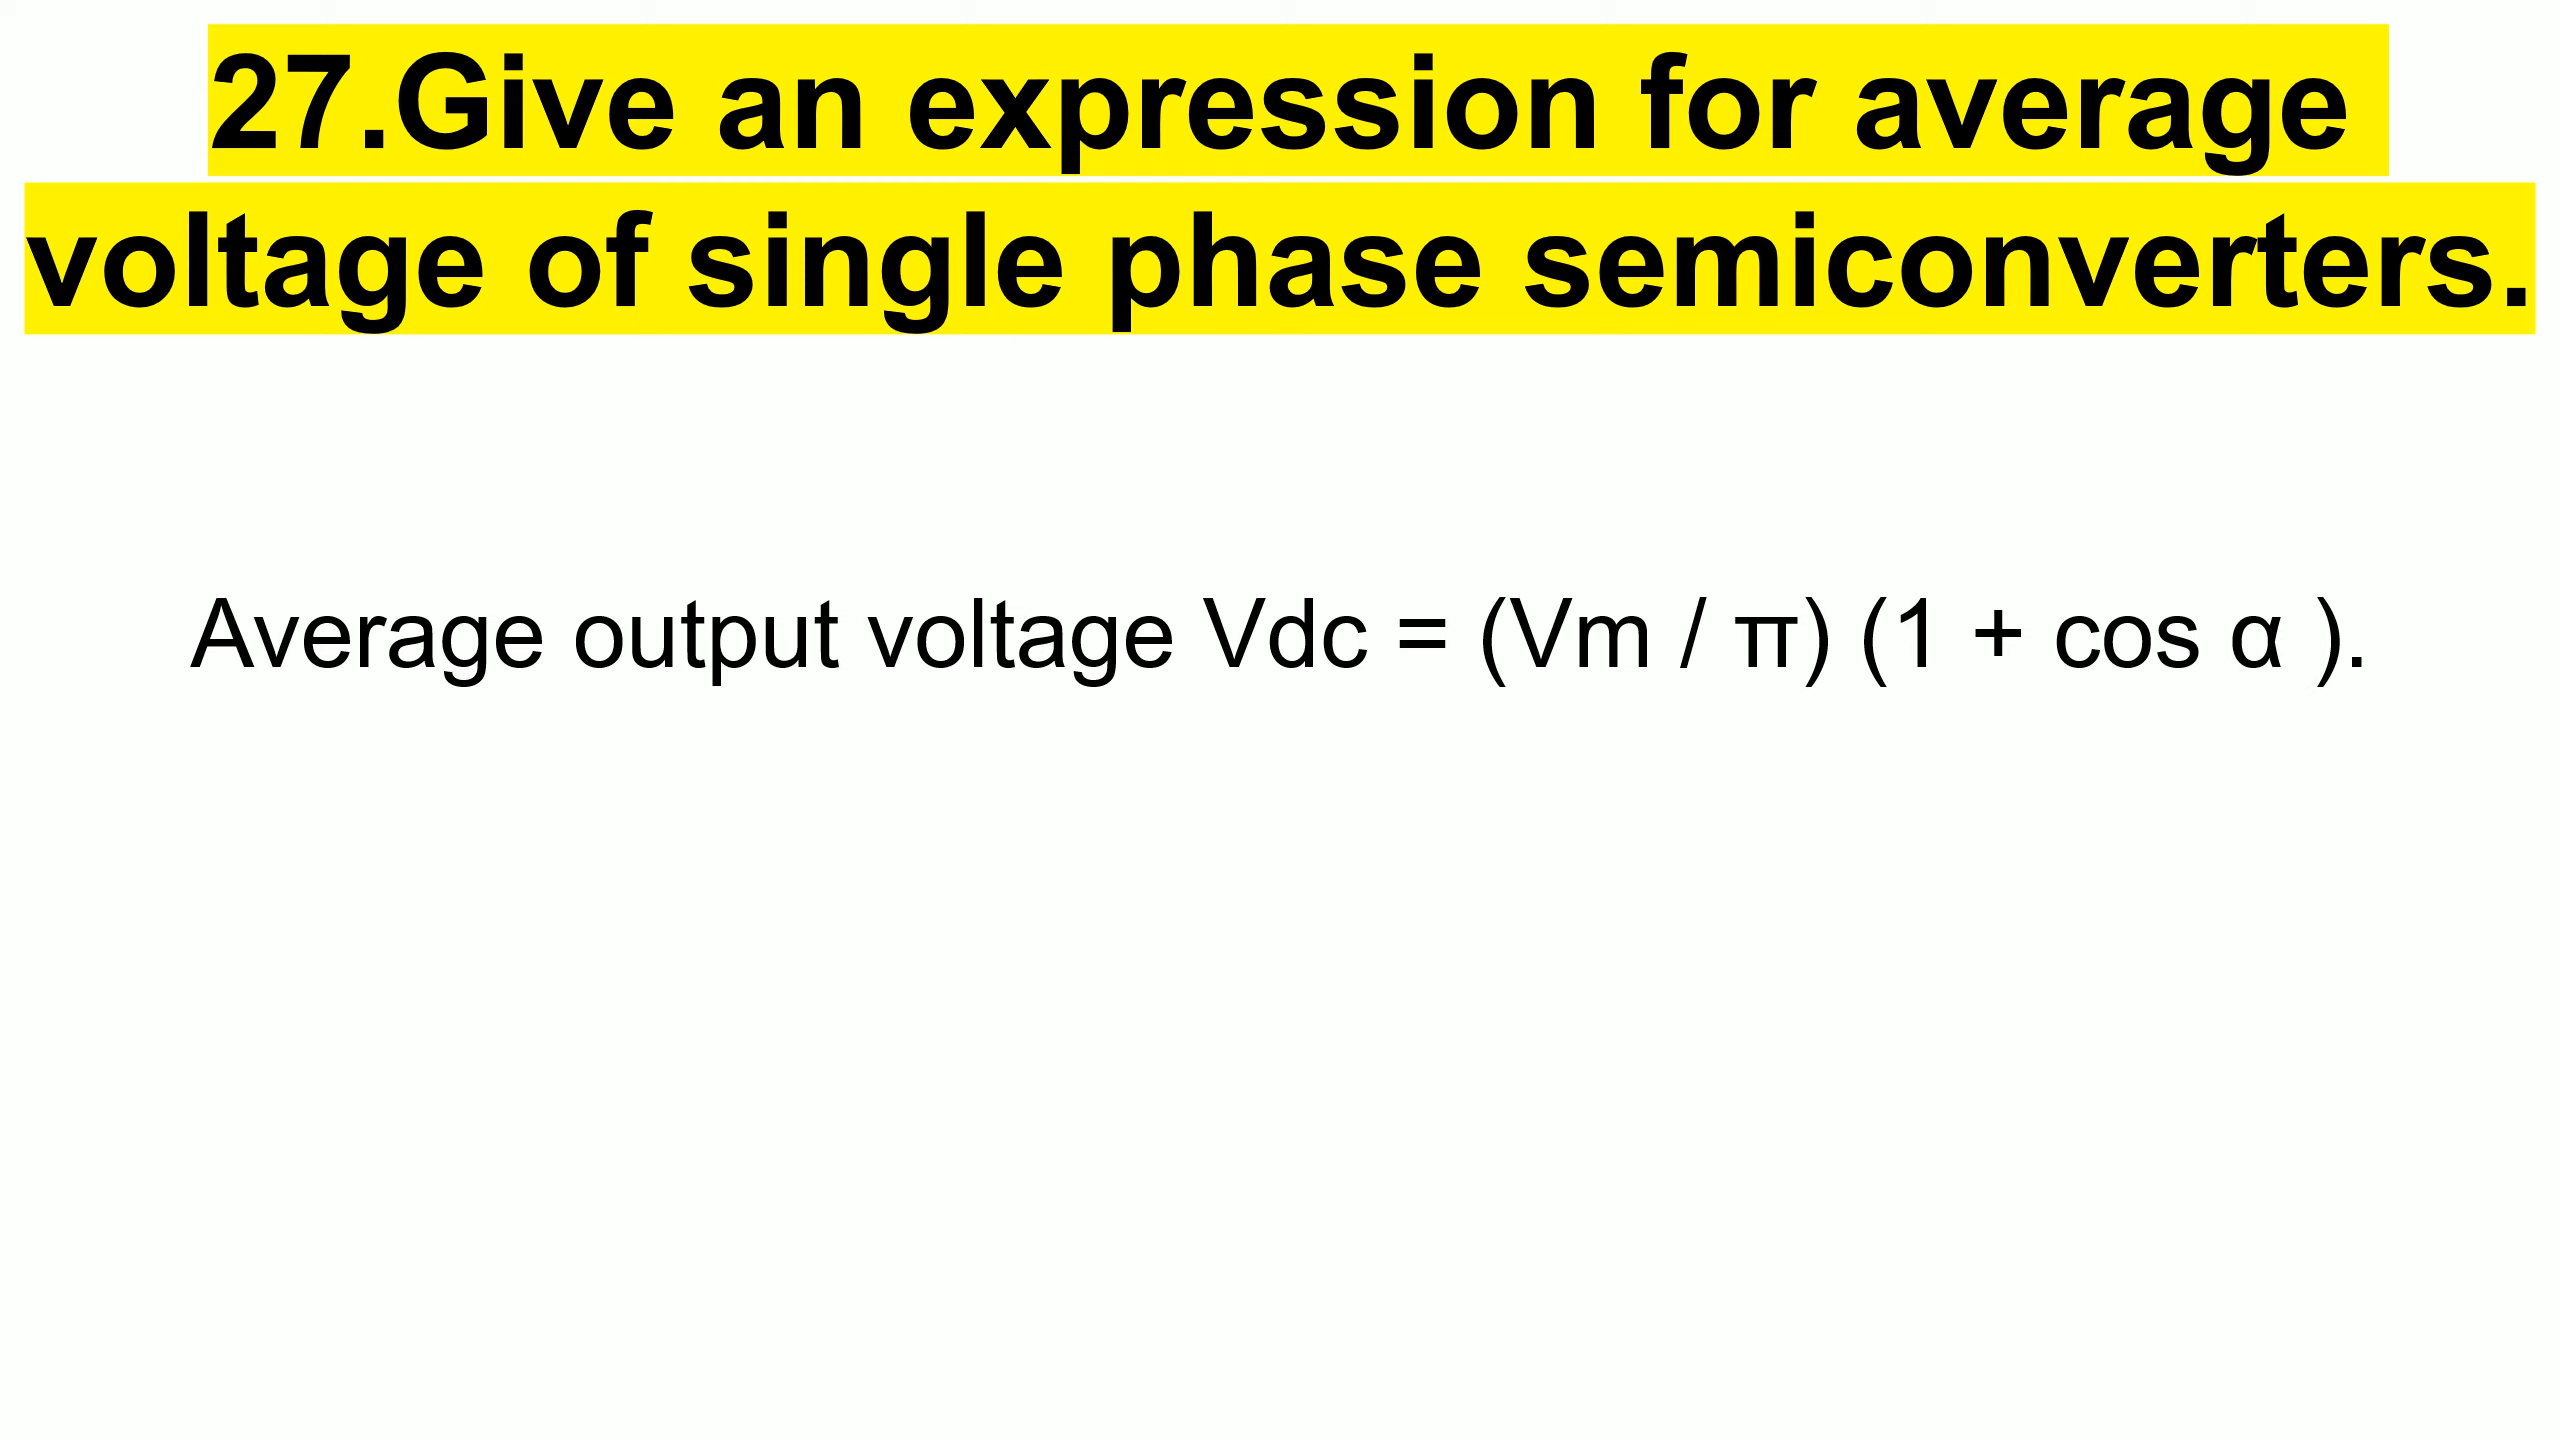 27.Give an expression for average
voltage of single phase semiconverters.
Average output voltage Vdc = (Vm / π) (1 + cos α ).